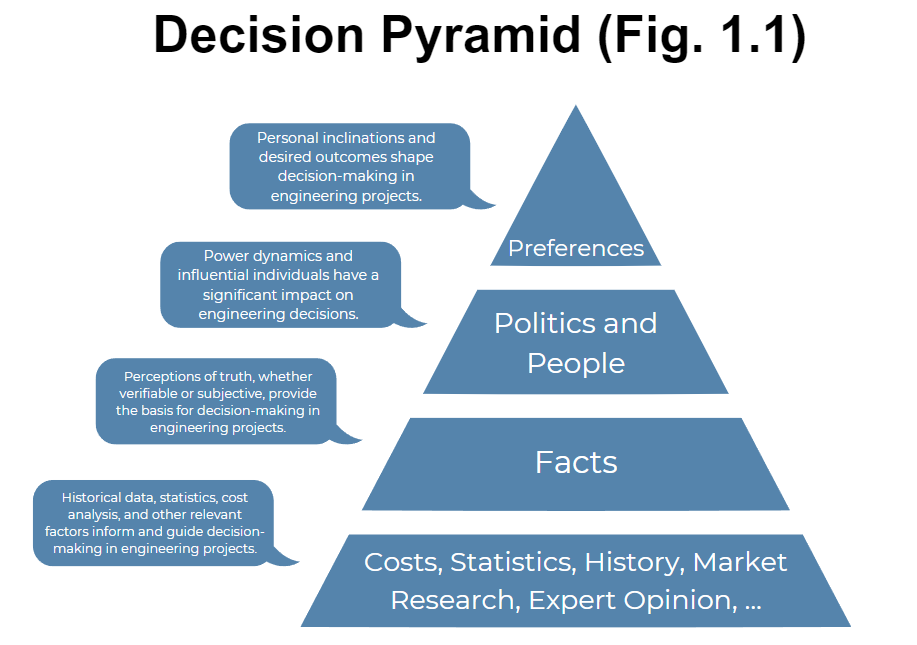 Decision Pyramid (Fig. 1.1)
Personal inclinations and
desired outcomes shape
decision-making in
engineering projects.
Preferences
Power dynamics and
influential individuals have a
significant impact on
engineering decisions.
Politics and
People
Perceptions of truth, whether
verifiable or subjective, provide
the basis for decision-making in
engineering projects.
Facts
Historical data, statistics, cost
analysis, and other relevant
factors inform and guide decision-
making in engineering projects.
Costs, Statistics, History, Market
Research, Expert Opinion, ...